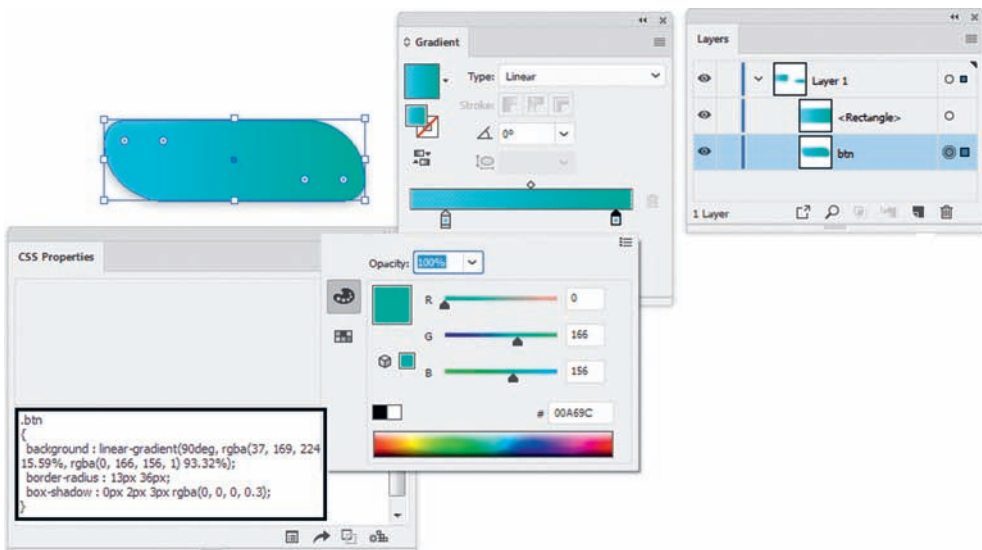 Gradient
Type: Linear
Stroke:
0°
Layers
Layer 1
<Rectangle>
btn
1 Layer
CSS Properties
.btn
{
background : linear-gradient(90deg, rgba(37, 169, 224
15.59%, rgba(0, 166, 156, 1) 93.32%);
border-radius : 13px 36px;
box-shadow : 0px 2px 3px rgba(0, 0, 0, 0.3);
}
Opacity: 100%
R 0
G 166
B 156
# 00A69C